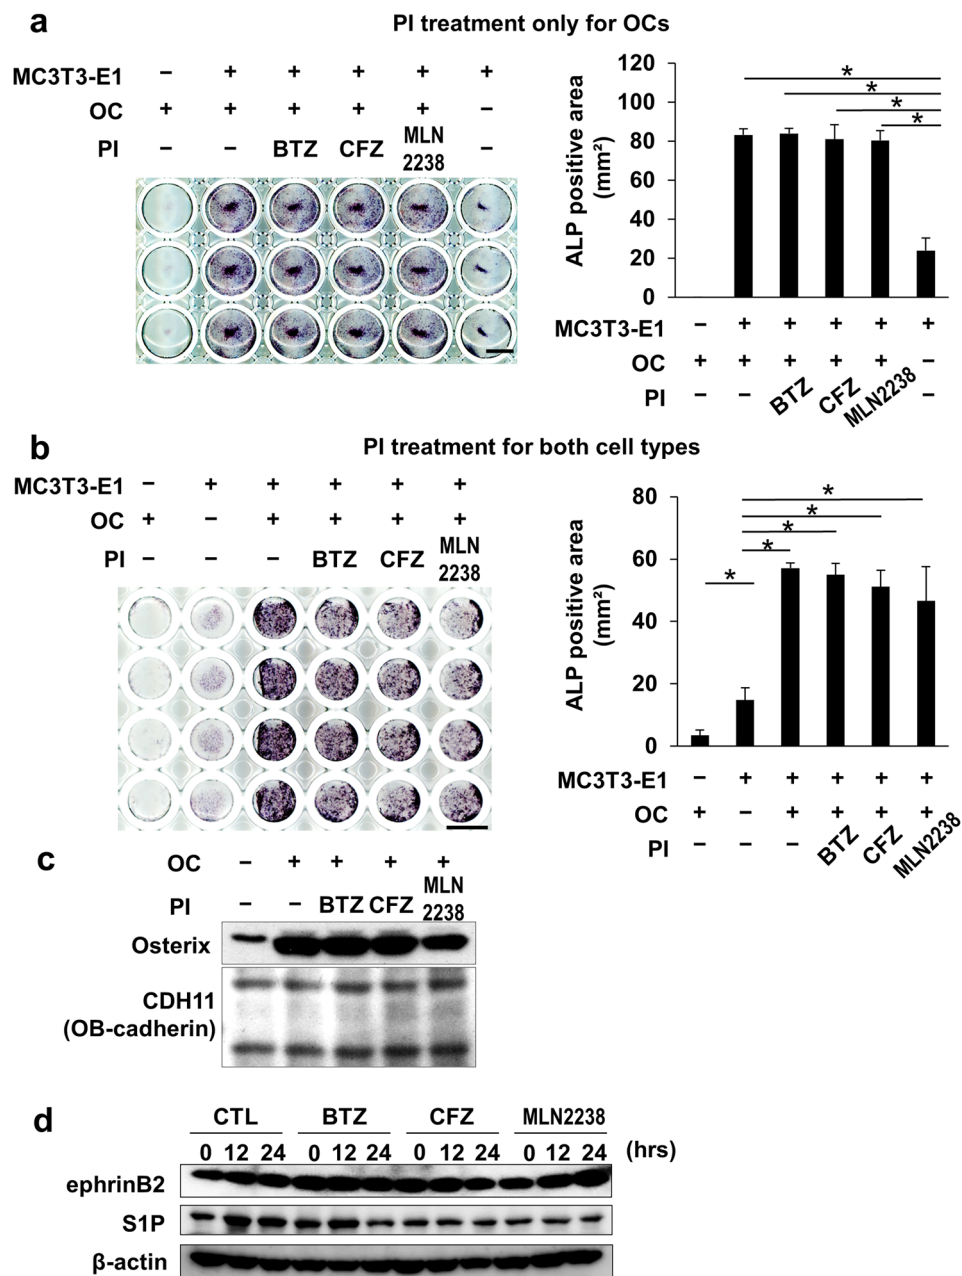 a
PI treatment only for OCs
MC3T3-E1 – + + + + +
OC + + + + + –
PI – – BTZ CFZ MLN 2238 –
ALP positive area (mm²)
120
100
80
60
40
20
0
* * * *
MC3T3-E1 – + + + + +
OC + + + + + –
PI – – BTZ CFZ MLN2238 –
b
PI treatment for both cell types
MC3T3-E1 – + + + + +
OC + – + + + +
PI – – – BTZ CFZ MLN 2238
ALP positive area (mm²)
80
60
40
20
0
* * * * *
MC3T3-E1 – + + + + +
OC + – + + + +
PI – – – BTZ CFZ MLN2238
c
OC – + + + +
PI – – BTZ CFZ MLN 2238
Osterix
CDH11
(OB-cadherin)
d
CTL BTZ CFZ MLN2238
0 12 24 0 12 24 0 12 24 0 12 24 (hrs)
ephrinB2
S1P
β-actin